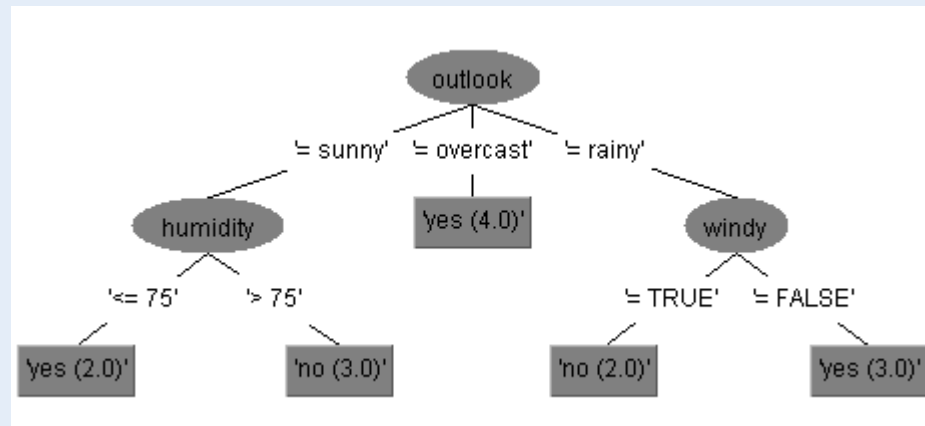 outlook
'= sunny' '= overcast' '= rainy'
humidity 'yes (4.0)' windy
'<= 75' '> 75' '= TRUE' '= FALSE'
'yes (2.0)' 'no (3.0)' 'no (2.0)' 'yes (3.0)'